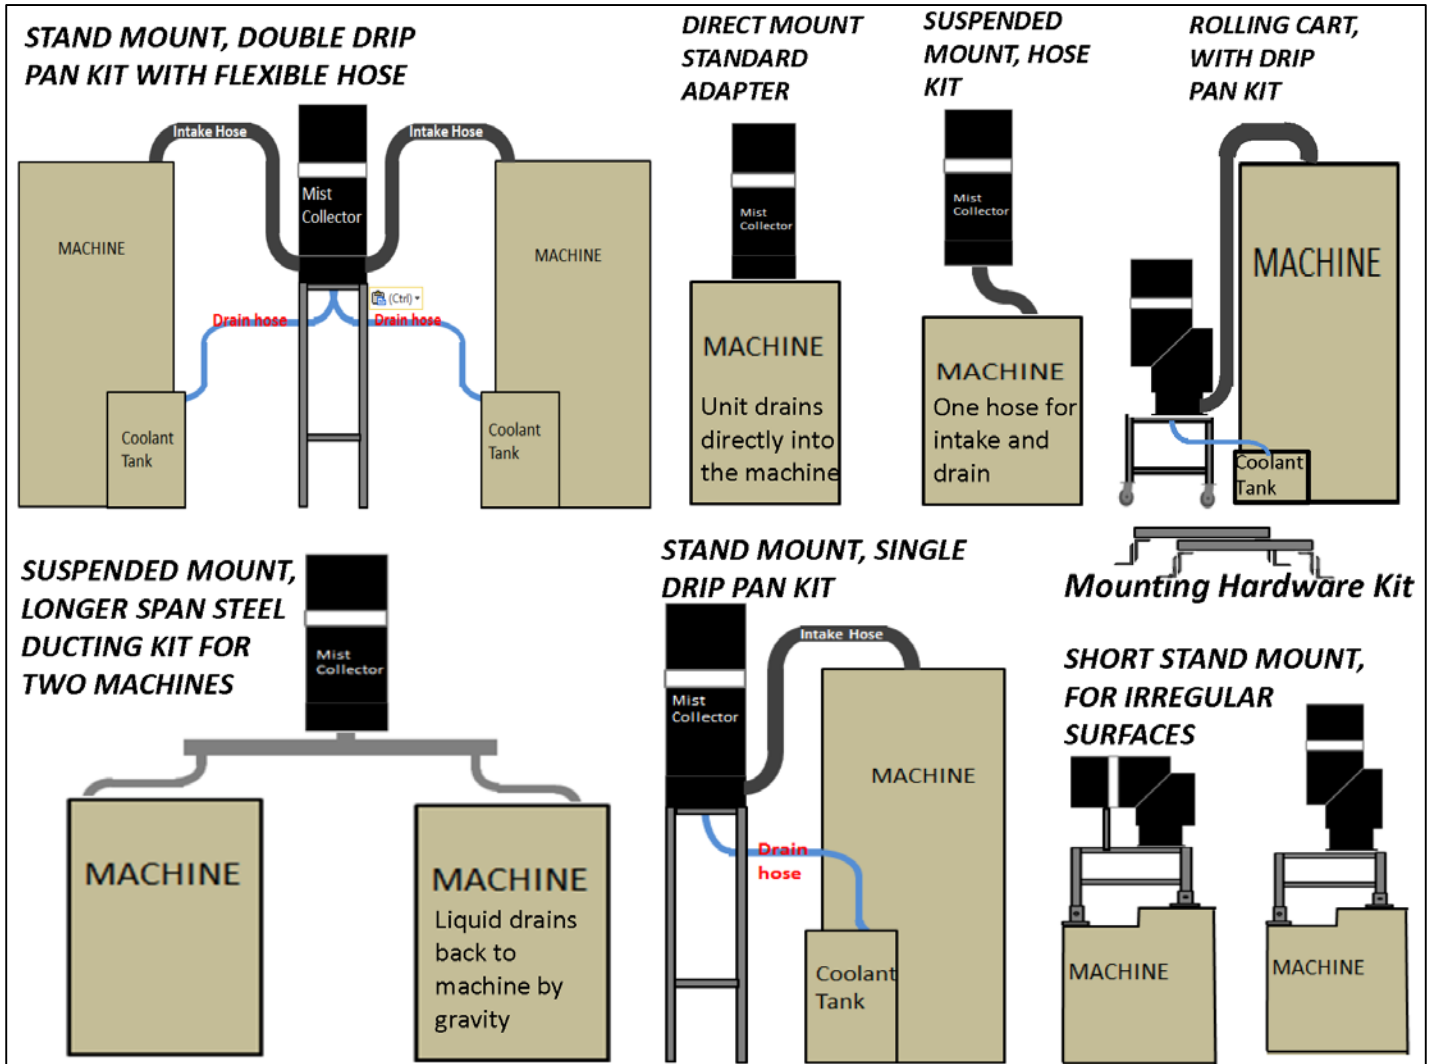 STAND MOUNT, DOUBLE DRIP
PAN KIT WITH FLEXIBLE HOSE
Intake Hose
Intake Hose
Mist
Collector
MACHINE
MACHINE
(Ctrl)
Drain hose
Drain hose
Coolant
Tank
Coolant
Tank
DIRECT MOUNT
STANDARD
ADAPTER
Mist
Collector
MACHINE
Unit drains
directly into
the machine
SUSPENDED
MOUNT, HOSE
KIT
Mist
Collector
MACHINE
One hose for
intake and
drain
ROLLING CART,
WITH DRIP
PAN KIT
MACHINE
Coolant
Tank
Mounting Hardware Kit
SUSPENDED MOUNT,
LONGER SPAN STEEL
DUCTING KIT FOR
TWO MACHINES
Mist
Collector
MACHINE
MACHINE
Liquid drains
back to
machine by
gravity
STAND MOUNT, SINGLE
DRIP PAN KIT
Intake Hose
Mist
Collector
MACHINE
Drain
hose
Coolant
Tank
SHORT STAND MOUNT,
FOR IRREGULAR
SURFACES
MACHINE
MACHINE